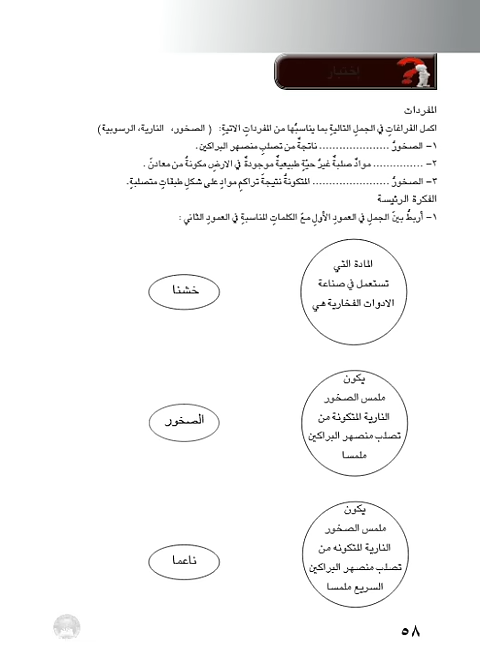 إختبار
المفردات
اكمل الفراغاتِ في الجملِ التاليةِ بما يناسبُها من المفرداتِ الاتيةِ: ( الصخور، النارية، الرسوبية)
١- الصخورُ ..................... ناتجةٌ من تصلبِ منصهرِ البراكين.
٢- ............... موادٌ صلبةٌ غيرُ حيّةٍ طبيعيةٌ موجودةٌ في الارضِ مكونةٌ من معادنَ .
٣- الصخورُ ....................... المتكونةُ نتيجةَ تراكمِ موادٍ على شكلِ طبقاتٍ متصلبةٍ.
الفكرة الرئيسة
١- أربطُ بينَ الجملِ في العمودِ الأولِ معَ الكلماتِ المناسبةِ في العمودِ الثاني :
المادة التي
تستعمل في صناعة
الادوات الفخارية هي
خشنا
يكون
ملمس الصخور
النارية المتكونة من
تصلب منصهر البراكين
ملمسا
الصخور
يكون
ملمس الصخور
النارية المتكونه من
تصلب منصهر البراكين
السريع ملمسا
ناعما
٥٨